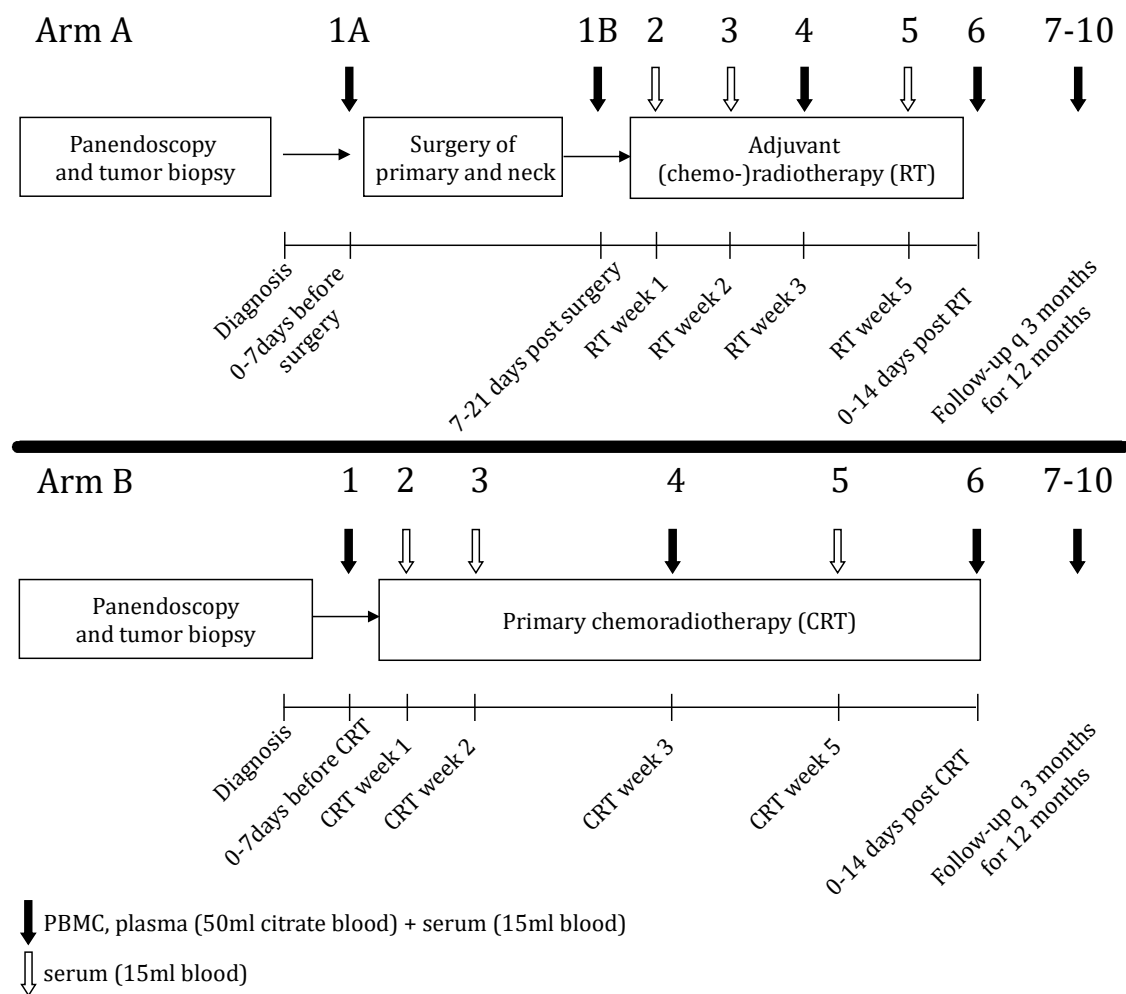 Arm A
1A
1B
2
3
4
5
6
7-10
Panendoscopy
and tumor biopsy
Surgery of
primary and neck
Adjuvant
(chemo-)radiotherapy (RT)
Diagnosis
0-7days before
surgery
7-21 days post surgery
RT week 1
RT week 2
RT week 3
RT week 5
0-14 days post RT
Follow-up q 3 months
for 12 months
Arm B
1
2
3
4
5
6
7-10
Panendoscopy
and tumor biopsy
Primary chemoradiotherapy (CRT)
Diagnosis
0-7days before CRT
CRT week 1
CRT week 2
CRT week 3
CRT week 5
0-14 days post CRT
Follow-up q 3 months
for 12 months
PBMC, plasma (50ml citrate blood) + serum (15ml blood)
serum (15ml blood)